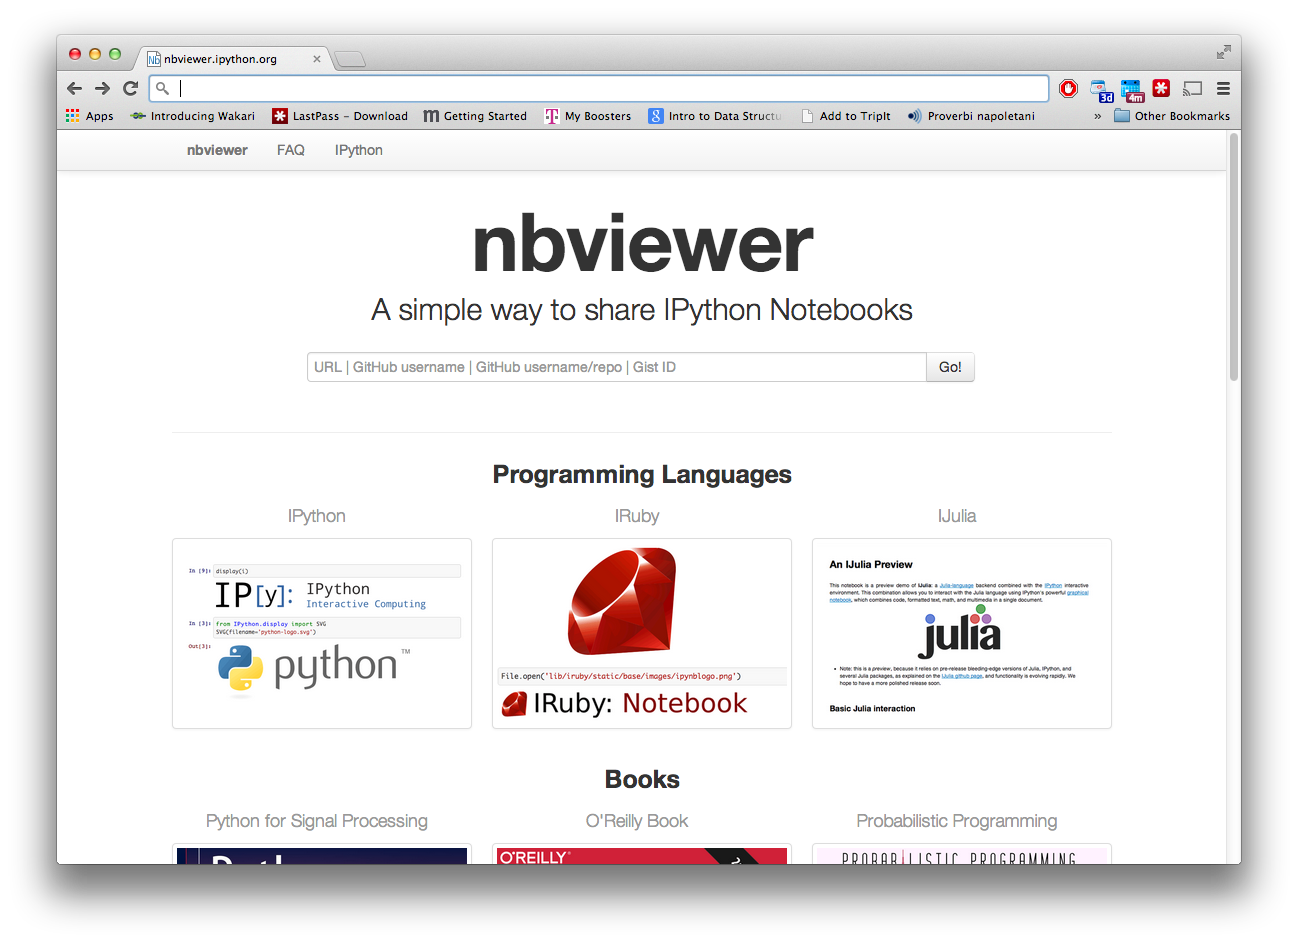 nbviewer.ipython.org
3d
4m
Apps
Introducing Wakari
LastPass – Download
Getting Started
My Boosters
Intro to Data Structu
Add to TripIt
Proverbi napoletani
»
Other Bookmarks
nbviewer FAQ IPython
nbviewer
A simple way to share IPython Notebooks
URL | GitHub username | GitHub username/repo | Gist ID
Go!
Programming Languages
IPython
In [9]: display(i)
IP[y]: IPython
Interactive Computing
In [3]: from IPython.display import SVG
SVG(filename='python-logo.svg')
Out[3]:
python™
IRuby
File.open('lib/iruby/static/base/images/ipynblogo.png')
IRuby: Notebook
IJulia
An IJulia Preview
This notebook is a preview demo of IJulia: a Julia-language backend combined with the IPython interactive
environment. This combination allows you to interact with the Julia language using IPython's powerful graphical
notebook, which combines code, formatted text, math, and multimedia in a single document.
julia
• Note: this is a preview, because it relies on pre-release bleeding-edge versions of Julia, IPython, and
several Julia packages, as explained on the IJulia github page, and functionality is evolving rapidly. We
hope to have a more polished release soon.
Basic Julia interaction
Books
Python for Signal Processing
O'Reilly Book
O'REILLY®
Probabilistic Programming
PROBABILISTIC PROGRAMMING